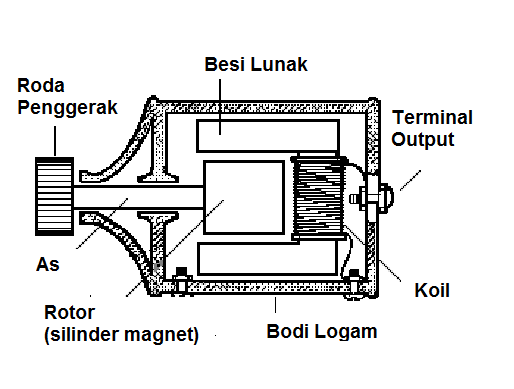 Besi Lunak
Roda
Penggerak
Terminal
Output
As
Koil
Rotor
(silinder magnet)
Bodi Logam